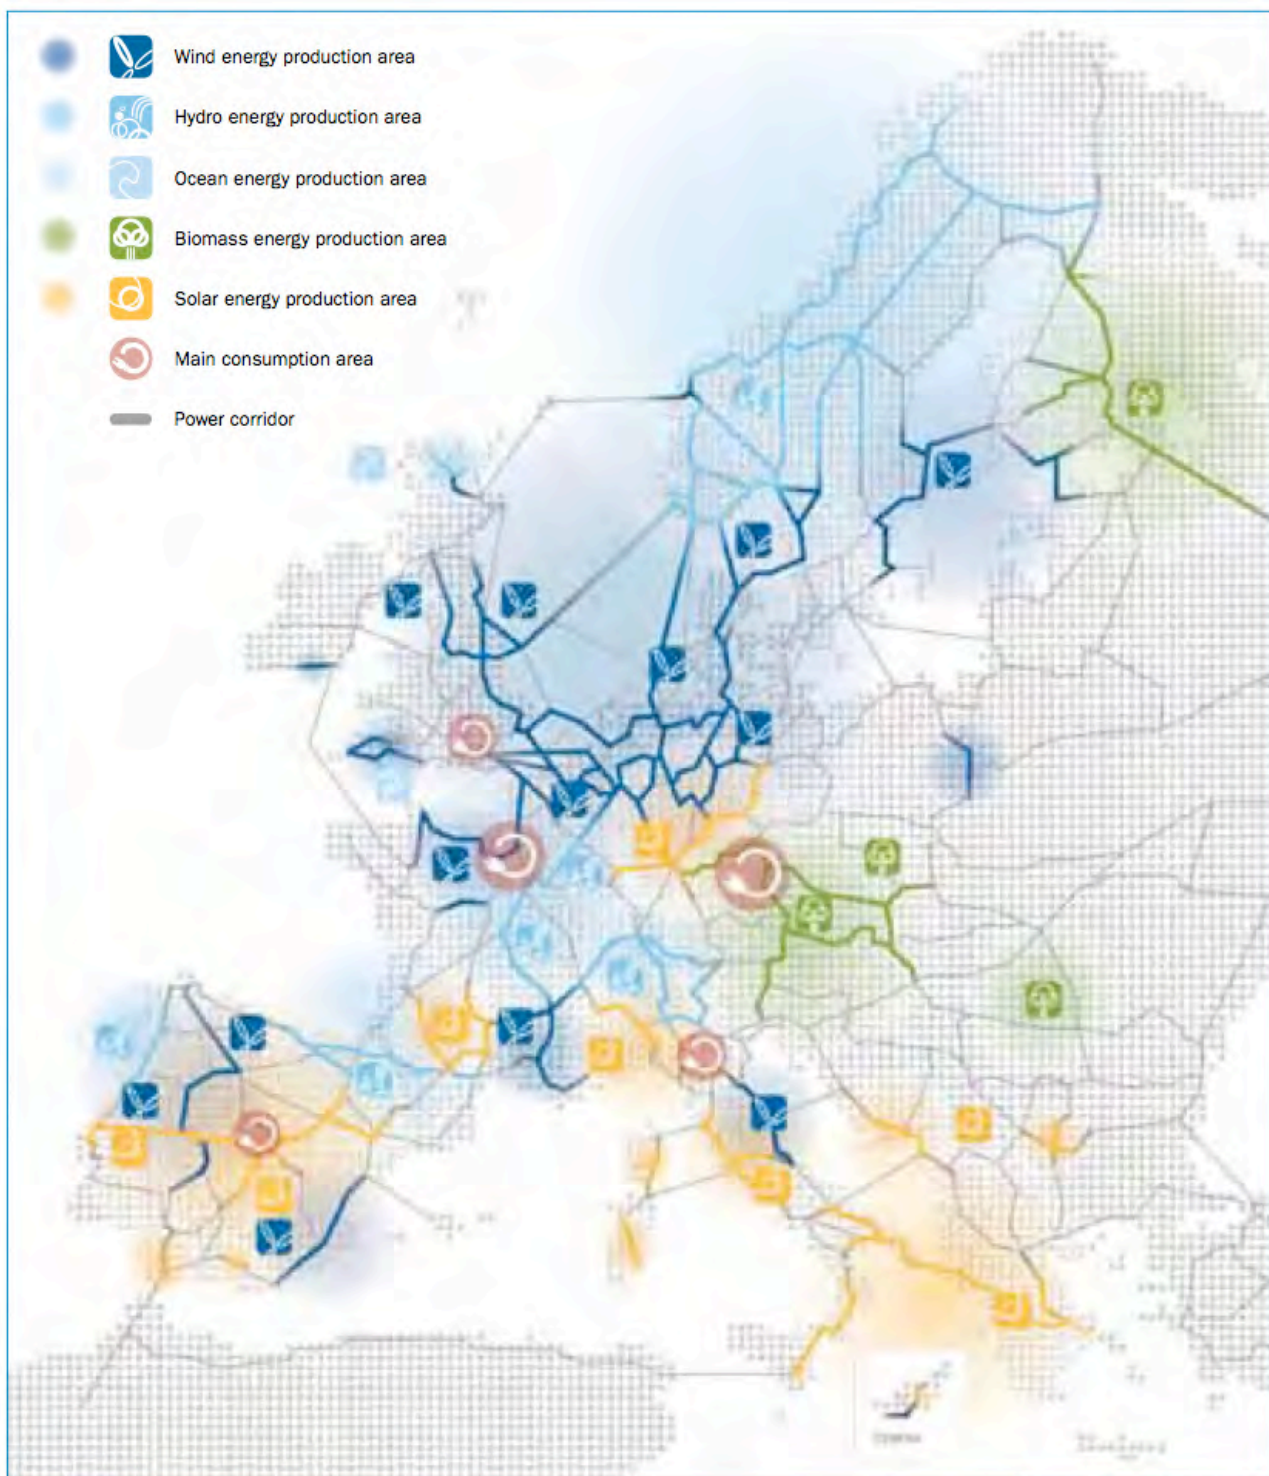 Wind energy production area
Hydro energy production area
Ocean energy production area
Biomass energy production area
Solar energy production area
Main consumption area
Power corridor